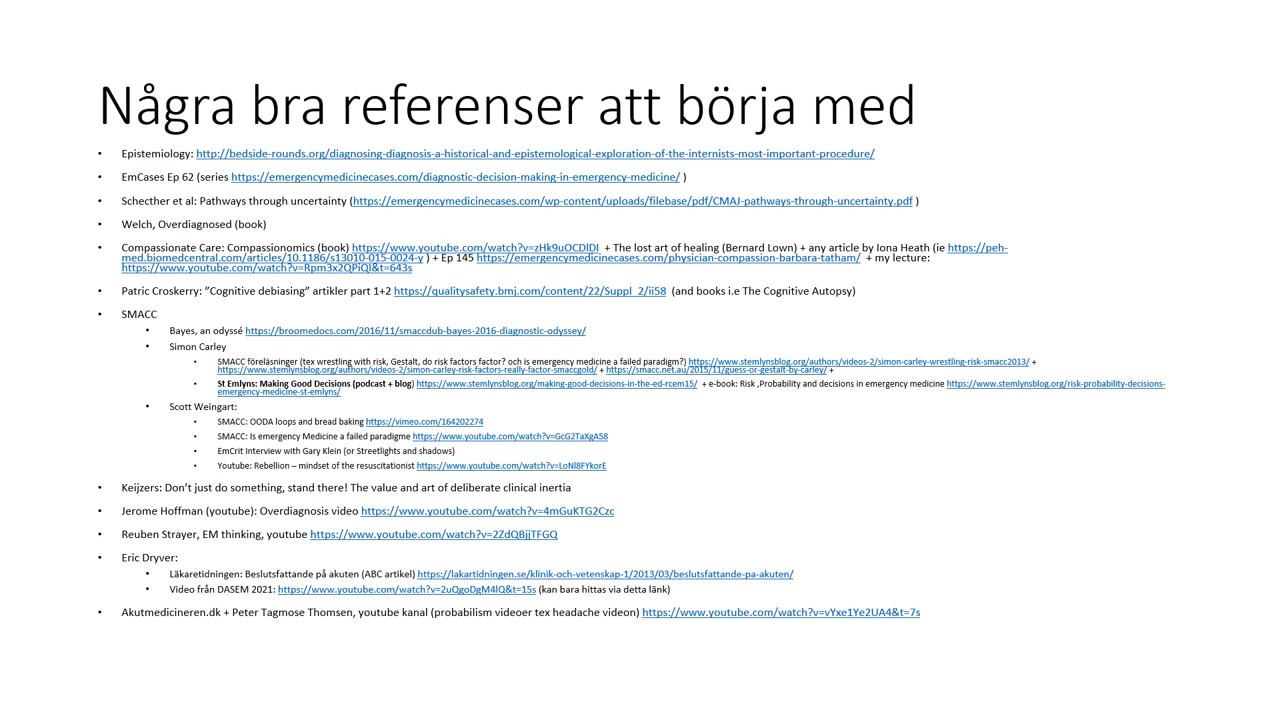 Några bra referenser att börja med
• Epistemiology: http://bedside-rounds.org/diagnosing-diagnosis-a-historical-and-epistemological-exploration-of-the-internists-most-important-procedure/
• EmCases Ep 62 (series https://emergencymedicinecases.com/diagnostic-decision-making-in-emergency-medicine/ )
• Schecther et al: Pathways through uncertainty (https://emergencymedicinecases.com/wp-content/uploads/filebase/pdf/CMAJ-pathways-through-uncertainty.pdf )
• Welch, Overdiagnosed (book)
• Compassionate Care: Compassionomics (book) https://www.youtube.com/watch?v=zHk9uOCDlDI + The lost art of healing (Bernard Lown) + any article by Iona Heath (ie https://peh-
med.biomedcentral.com/articles/10.1186/s13010-015-0024-y ) + Ep 145 https://emergencymedicinecases.com/physician-compassion-barbara-tatham/ + my lecture:
https://www.youtube.com/watch?v=Rpm3x2QPiQI&t=643s
• Patric Croskerry: ”Cognitive debiasing” artikler part 1+2 https://qualitysafety.bmj.com/content/22/Suppl_2/ii58 (and books i.e The Cognitive Autopsy)
• SMACC
• Bayes, an odyssé https://broomedocs.com/2016/11/smaccdub-bayes-2016-diagnostic-odyssey/
• Simon Carley
• SMACC föreläsninger (tex wrestling with risk, Gestalt, do risk factors factor? och is emergency medicine a failed paradigm?) https://www.stemlynsblog.org/authors/videos-2/simon-carley-wrestling-risk-smacc2013/ +
https://www.stemlynsblog.org/authors/videos-2/simon-carley-risk-factors-really-factor-smaccgold/ + https://smacc.net.au/2015/11/guess-or-gestalt-by-carley/ +
• St Emlyns: Making Good Decisions (podcast + blog) https://www.stemlynsblog.org/making-good-decisions-in-the-ed-rcem15/ + e-book: Risk ,Probability and decisions in emergency medicine https://www.stemlynsblog.org/risk-probability-decisions-
emergency-medicine-st-emlyns/
• Scott Weingart:
• SMACC: OODA loops and bread baking https://vimeo.com/164202274
• SMACC: Is emergency Medicine a failed paradigme https://www.youtube.com/watch?v=GcG2TaXgA58
• EmCrit Interview with Gary Klein (or Streetlights and shadows)
• Youtube: Rebellion – mindset of the resuscitationist https://www.youtube.com/watch?v=LoNl8FYkorE
• Keijzers: Don’t just do something, stand there! The value and art of deliberate clinical inertia
• Jerome Hoffman (youtube): Overdiagnosis video https://www.youtube.com/watch?v=4mGuKTG2Czc
• Reuben Strayer, EM thinking, youtube https://www.youtube.com/watch?v=2ZdQBjjTFGQ
• Eric Dryver:
• Läkaretidningen: Beslutsfattande på akuten (ABC artikel) https://lakartidningen.se/klinik-och-vetenskap-1/2013/03/beslutsfattande-pa-akuten/
• Video från DASEM 2021: https://www.youtube.com/watch?v=2uQgoDgM4lQ&t=15s (kan bara hittas via detta länk)
• Akutmedicineren.dk + Peter Tagmose Thomsen, youtube kanal (probabilism videoer tex headache videon) https://www.youtube.com/watch?v=vYxe1Ye2UA4&t=7s